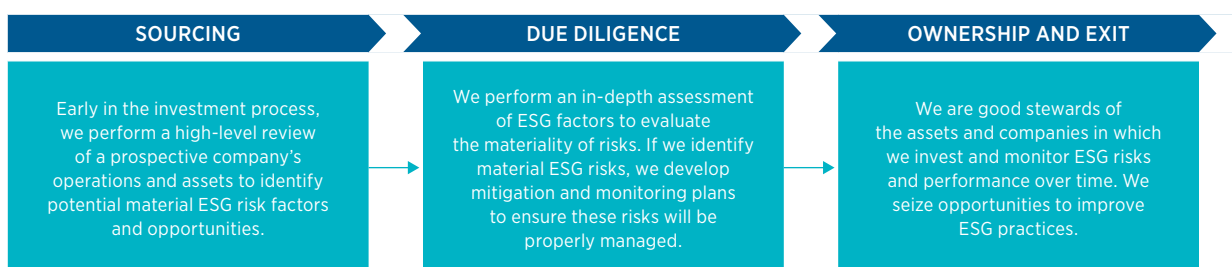 SOURCING
Early in the investment process,
we perform a high-level review
of a prospective company's
operations and assets to identify
potential material ESG risk factors
and opportunities.
DUE DILIGENCE
We perform an in-depth assessment
of ESG factors to evaluate
the materiality of risks. If we identify
material ESG risks, we develop
mitigation and monitoring plans
to ensure these risks will be
properly managed.
OWNERSHIP AND EXIT
We are good stewards of
the assets and companies in which
we invest and monitor ESG risks
and performance over time. We
seize opportunities to improve
ESG practices.